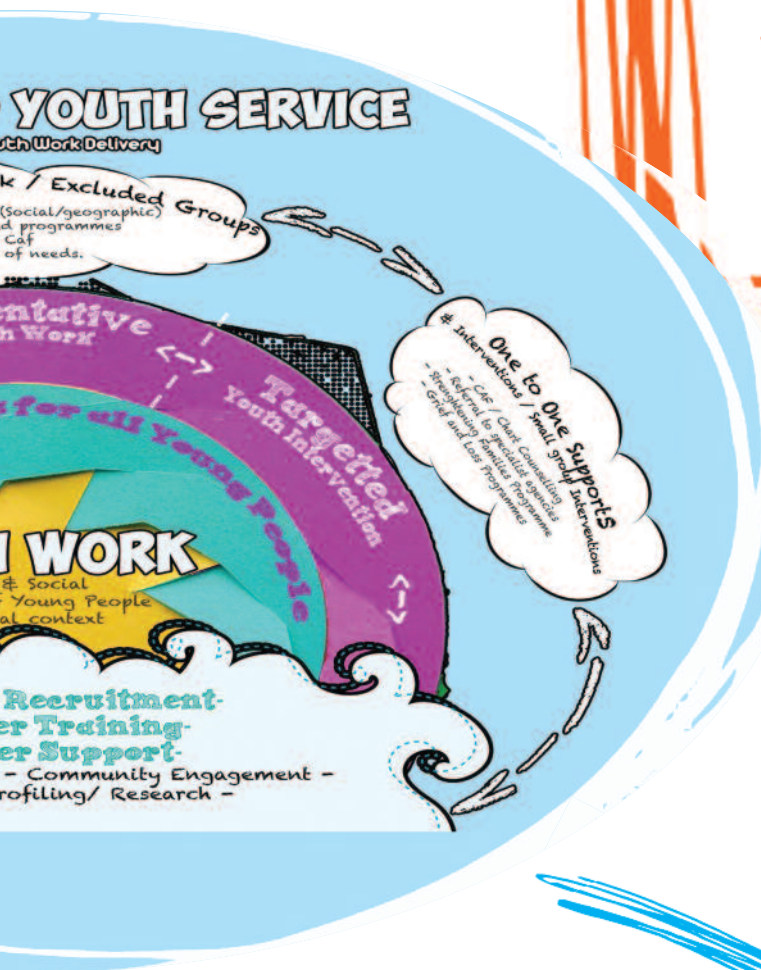 YOUTH SERVICE
uth Work Delivery
k / Excluded Groups
(Social/geographic)
d programmes
Caf
of needs.
entative
h Work
Targetted
Youth Intervention
One to One Supports
& Interventions / Small group Interventions
- CAF / Chart Counselling
- Referral to specialist agencies
- Strengthening Families Programme
- Grief and Loss Programmes
s for all Young People
H WORK
& Social
f Young People
al context
Recruitment-
er Training-
er Support-
- Community Engagement -
rofiling/ Research -